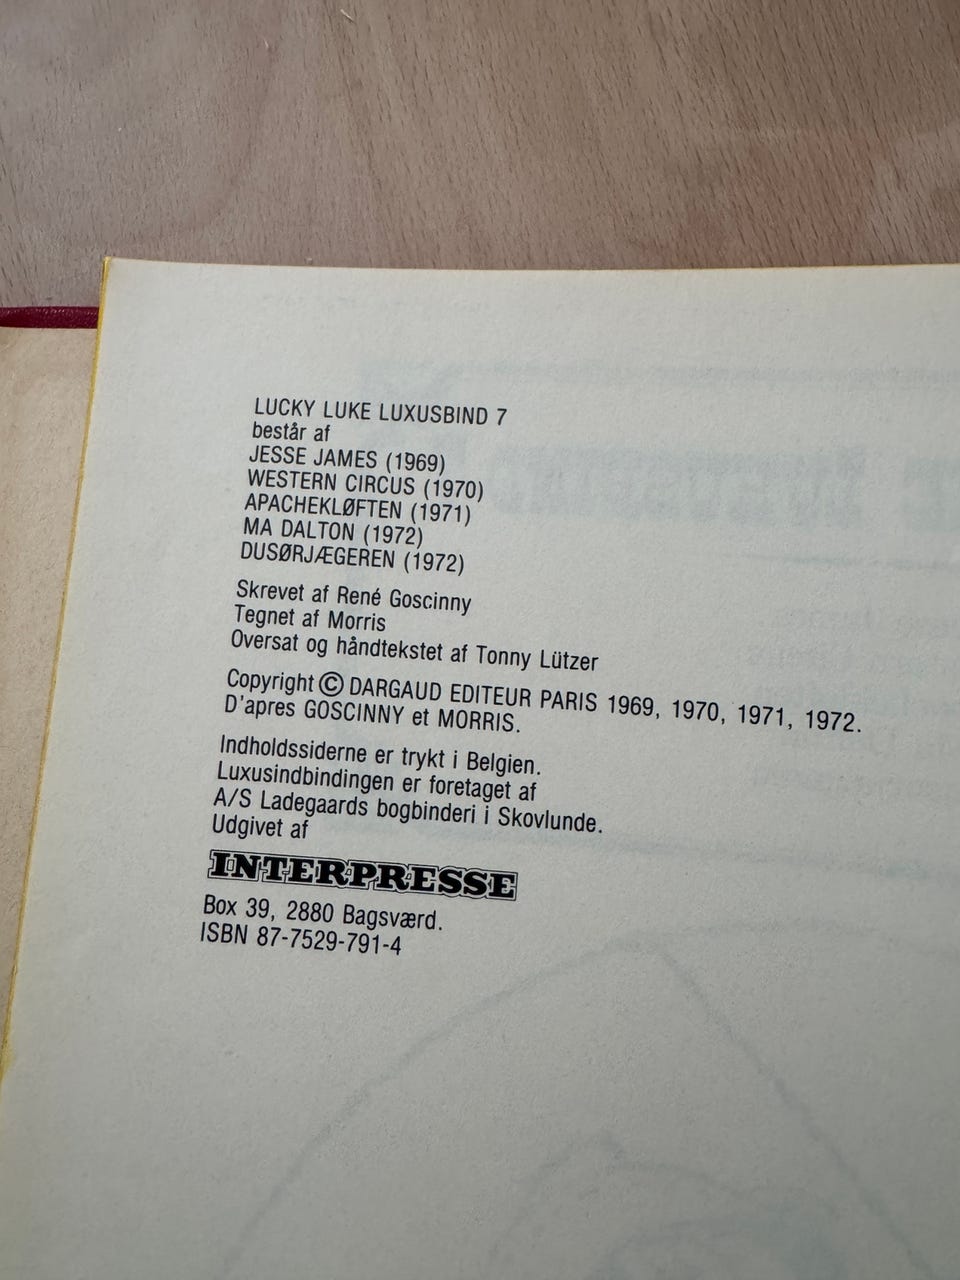 LUCKY LUKE LUXUSBIND 7
består af
JESSE JAMES (1969)
WESTERN CIRCUS (1970)
APACHEKLØFTEN (1971)
MA DALTON (1972)
DUSØRJÆGEREN (1972)
Skrevet af René Goscinny
Tegnet af Morris
Oversat og håndtekstet af Tonny Lützer
Copyright © DARGAUD EDITEUR PARIS 1969, 1970, 1971, 1972.
D'apres GOSCINNY et MORRIS.
Indholdssiderne er trykt i Belgien.
Luxusindbindingen er foretaget af
A/S Ladegaards bogbinderi i Skovlunde.
Udgivet af
INTERPRESSE
Box 39, 2880 Bagsværd.
ISBN 87-7529-791-4